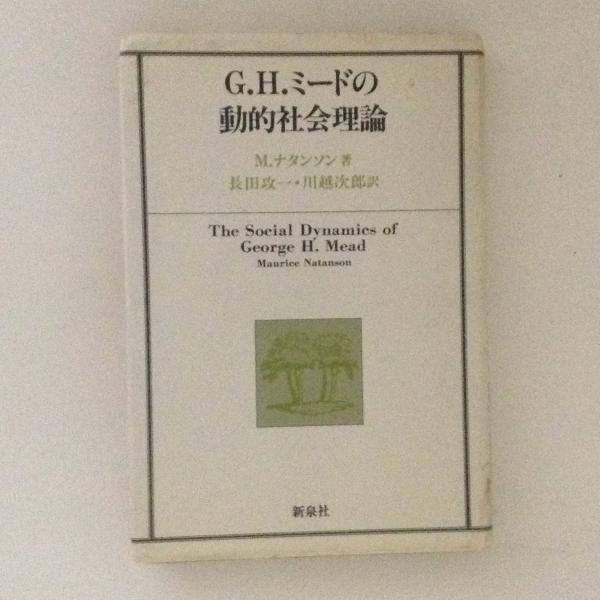 G.H.ミードの
動的社会理論
M.ナタンソン著
長田攻一・川越次郎訳
The Social Dynamics of
George H. Mead
Maurice Natanson
新泉社